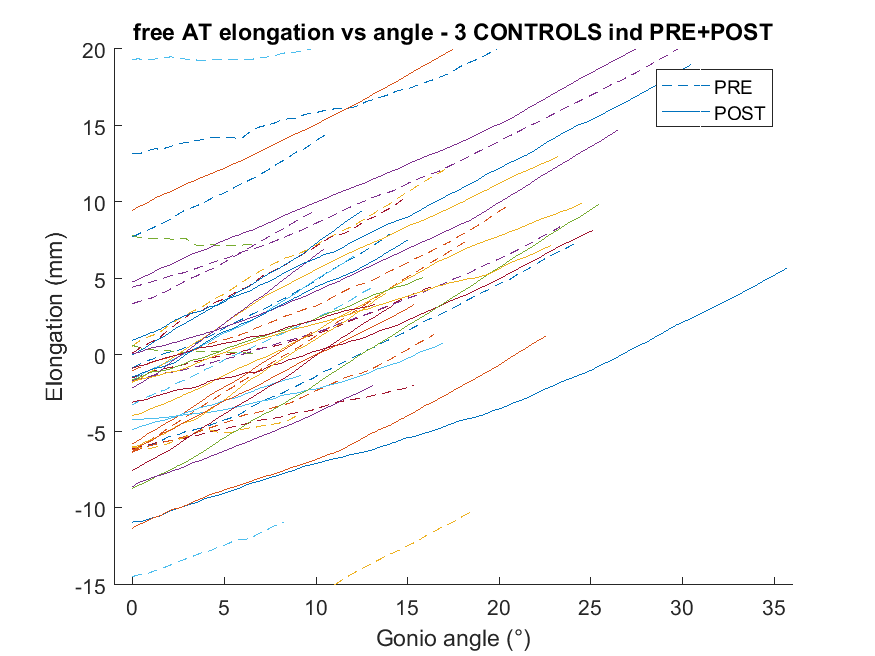 free AT elongation vs angle - 3 CONTROLS ind PRE+POST
20
15
10
5
0
-5
-10
-15
Elongation (mm)
PRE
POST
0 5 10 15 20 25 30 35
Gonio angle (°)